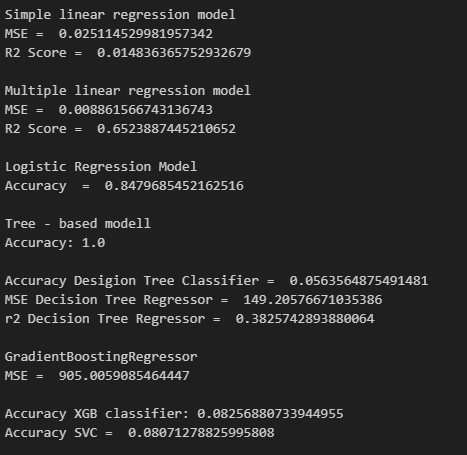 Simple linear regression model
MSE =  0.025114529981957342
R2 Score =  0.014836365752932679
Multiple linear regression model
MSE =  0.008861566743136743
R2 Score =  0.6523887445210652
Logistic Regression Model
Accuracy  =  0.8479685452162516
Tree - based modell
Accuracy: 1.0
Accuracy Desigion Tree Classifier =  0.0563564875491481
MSE Decision Tree Regressor =  149.20576671035386
r2 Decision Tree Regressor =  0.3825742893880064
GradientBoostingRegressor
MSE =  905.0059085464447
Accuracy XGB classifier: 0.08256880733944955
Accuracy SVC =  0.08071278825995808